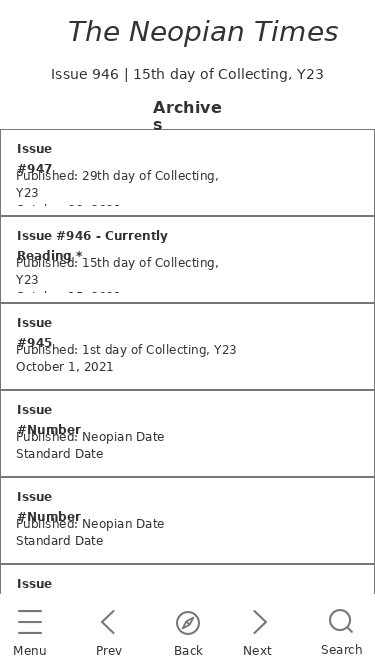 The Neopian Times
Issue 946 | 15th day of Collecting, Y23
Archive
s
Issue
#947
Published: 29th day of Collecting,
Y23
Issue #946 - Currently
Reading *
Published: 15th day of Collecting,
Y23
Issue
#945
Published: 1st day of Collecting, Y23
October 1, 2021
Issue
#Number
Published: Neopian Date
Standard Date
Issue
#Number
Published: Neopian Date
Standard Date
Issue
Menu Prev Back Next Search